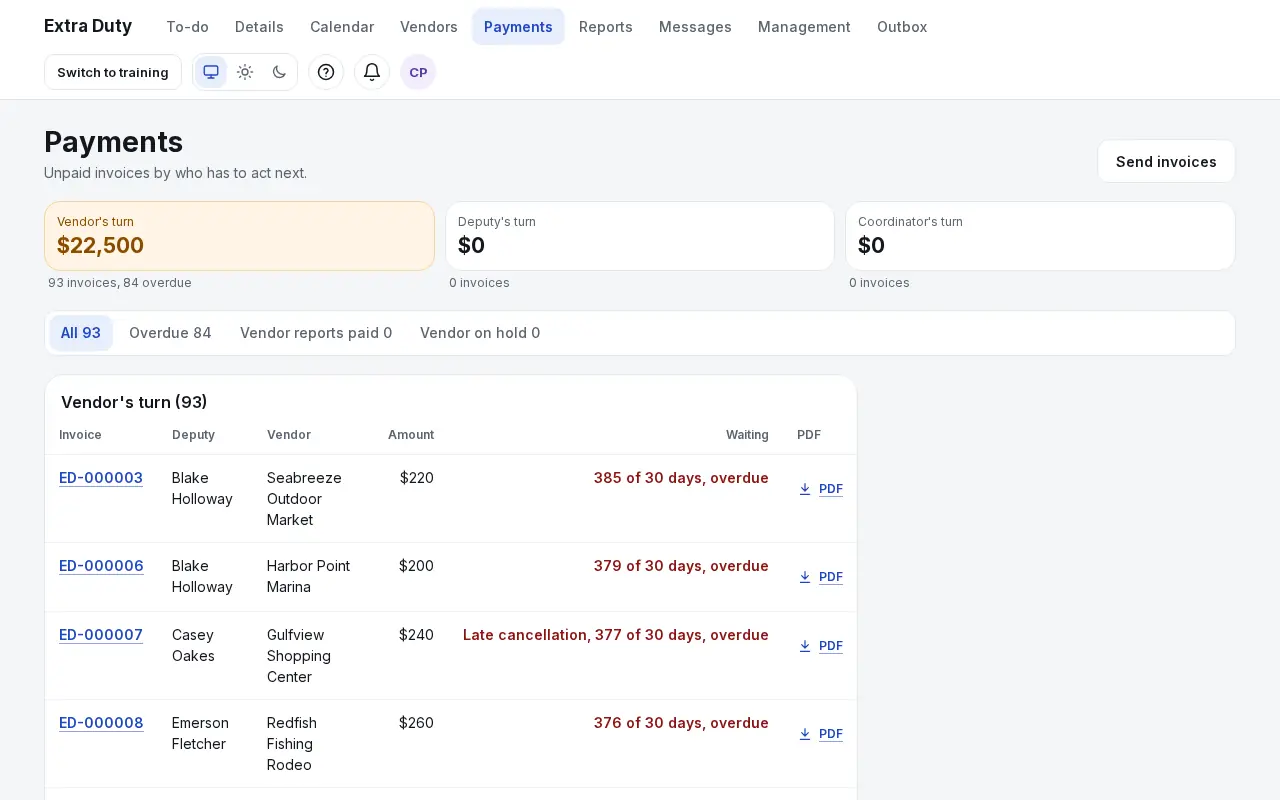 Extra Duty To-do Details Calendar Vendors Payments Reports Messages Management Outbox
Switch to training CP
Payments
Unpaid invoices by who has to act next.
Send invoices
Vendor's turn
$22,500
93 invoices, 84 overdue
Deputy's turn
$0
0 invoices
Coordinator's turn
$0
0 invoices
All 93 Overdue 84 Vendor reports paid 0 Vendor on hold 0
Vendor's turn (93)
Invoice Deputy Vendor Amount Waiting PDF
ED-000003 Blake Seabreeze $220 385 of 30 days, overdue PDF
Holloway Outdoor
Market
ED-000006 Blake Harbor Point $200 379 of 30 days, overdue PDF
Holloway Marina
ED-000007 Casey Gulfview $240 Late cancellation, 377 of 30 days, overdue PDF
Oakes Shopping
Center
ED-000008 Emerson Redfish $260 376 of 30 days, overdue PDF
Fletcher Fishing
Rodeo